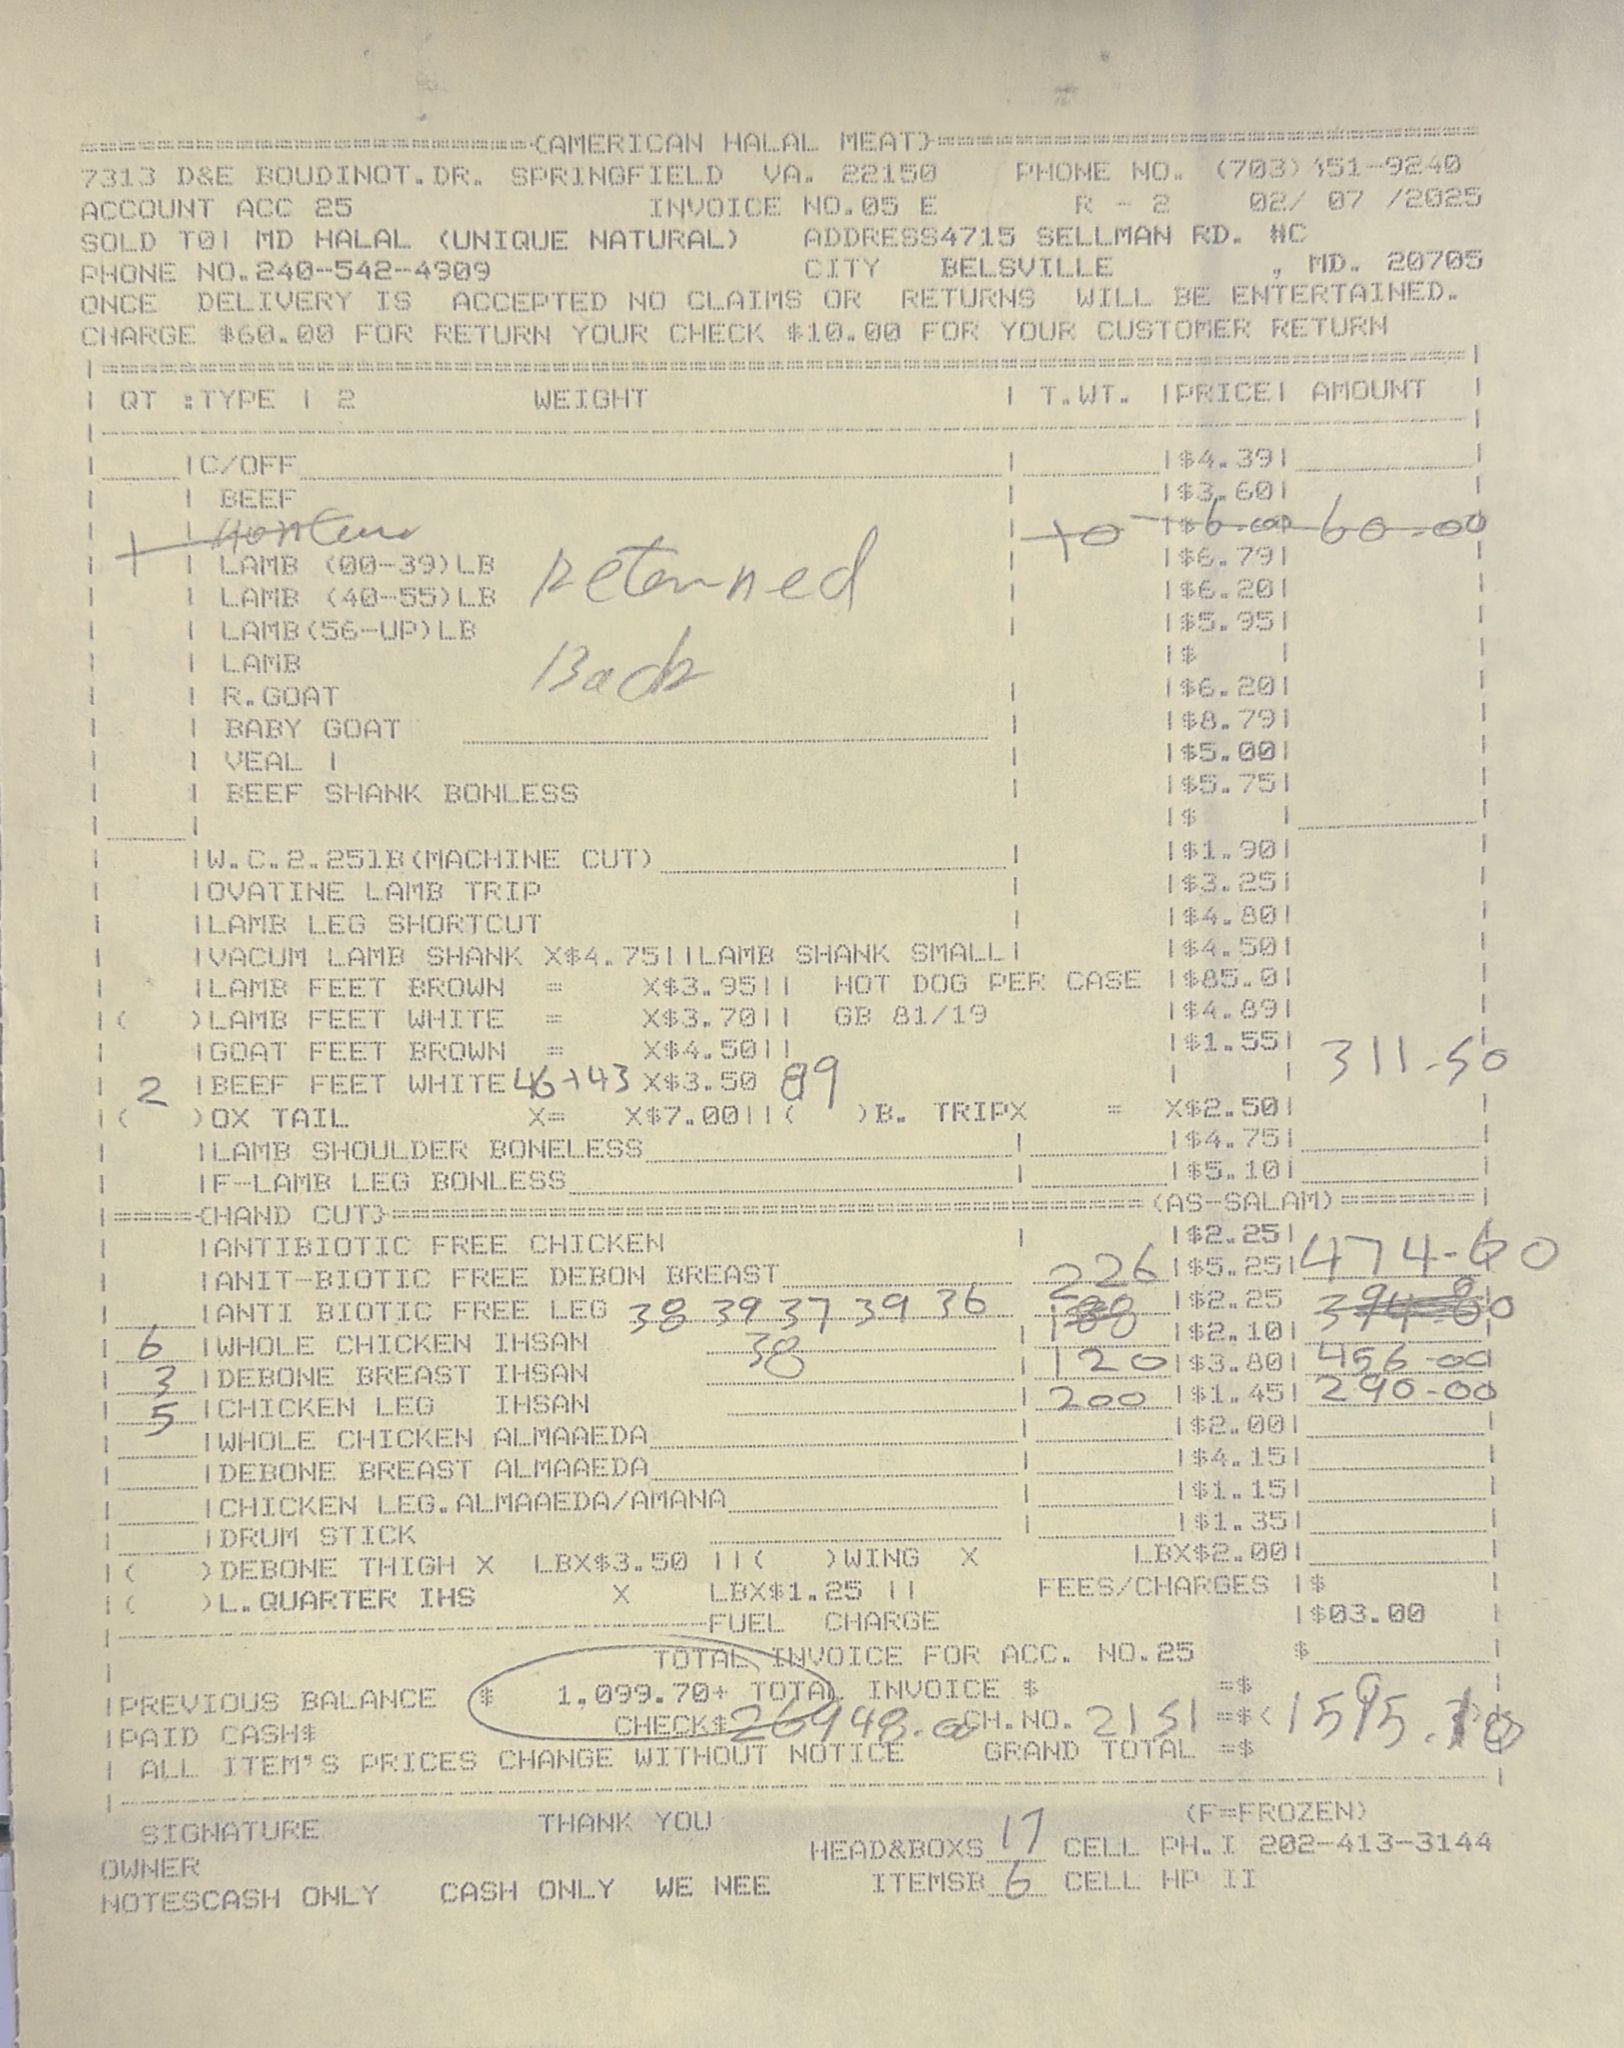 ========================{AMERICAN HALAL MEAT}============================
7313 D&E BOUDINOT.DR. SPRINGFIELD VA. 22150 PHONE NO. (703) 451-9240
ACCOUNT ACC 25 INVOICE NO.05 E R - 2 02/ 07 /2025
SOLD TO| MD HALAL (UNIQUE NATURAL) ADDRESS4715 SELLMAN RD. #C
PHONE NO.240-542-4909 CITY BELSVILLE , MD. 20705
ONCE DELIVERY IS ACCEPTED NO CLAIMS OR RETURNS WILL BE ENTERTAINED.
CHARGE $60.00 FOR RETURN YOUR CHECK $10.00 FOR YOUR CUSTOMER RETURN
| QT :TYPE | 2 WEIGHT | T.WT. |PRICE| AMOUNT |
|C/OFF | |$4.39|
| BEEF |$3.60|
1 10 $6.00 60.00
| LAMB (00-39)LB Returned |$6.79|
| LAMB (40-55)LB |$6.20|
| LAMB(56-UP)LB |$5.95|
| LAMB Back |$ |
| R.GOAT |$6.20|
| BABY GOAT |$8.79|
| VEAL | |$5.00|
| BEEF SHANK BONLESS |$5.75|
| |$ |
|W.C.2.25lB(MACHINE CUT) | |$1.90|
|OVATINE LAMB TRIP |$3.25|
|LAMB LEG SHORTCUT |$4.80|
|VACUM LAMB SHANK X$4.75||LAMB SHANK SMALL| |$4.50|
|LAMB FEET BROWN = X$3.95|| HOT DOG PER CASE |$85.0|
|( )LAMB FEET WHITE = X$3.70|| GB 81/19 |$4.89|
|GOAT FEET BROWN = X$4.50|| |$1.55|
2 |BEEF FEET WHITE 46+43 X$3.50 89 | | 311.50
|( )OX TAIL X= X$7.00||( )B. TRIPX = X$2.50|
|LAMB SHOULDER BONELESS | |$4.75|
|F-LAMB LEG BONLESS | |$5.10|
|====={HAND CUT}==========================================(AS-SALAM)=======|
|ANTIBIOTIC FREE CHICKEN | |$2.25|
|ANIT-BIOTIC FREE DEBON BREAST 226 |$5.25| 474-60
|ANTI BIOTIC FREE LEG 38 39 37 39 36 |$2.25
6 |WHOLE CHICKEN IHSAN 38 | |$2.10|
3 |DEBONE BREAST IHSAN 120 |$3.80| 456-00
5 |CHICKEN LEG IHSAN 200 |$1.45| 290-00
|WHOLE CHICKEN ALMAAEDA | |$2.00|
|DEBONE BREAST ALMAAEDA |$4.15|
|CHICKEN LEG.ALMAAEDA/AMANA |$1.15|
|DRUM STICK | |$1.35|
|( )DEBONE THIGH X LBX$3.50 ||( )WING X LBX$2.00|
|( )L.QUARTER IHS X LBX$1.25 || FEES/CHARGES |$
FUEL CHARGE |$03.00
TOTAL INVOICE FOR ACC. NO.25 $
|PREVIOUS BALANCE $ 1,099.70+ TOTAL INVOICE $ =$
|PAID CASH$ CHECK$ CH.NO. 2151 =$<
| ALL ITEM'S PRICES CHANGE WITHOUT NOTICE GRAND TOTAL =$
SIGNATURE THANK YOU (F=FROZEN)
OWNER HEAD&BOXS 17 CELL PH.I 202-413-3144
NOTESCASH ONLY CASH ONLY WE NEE ITEMSB 6 CELL HP II